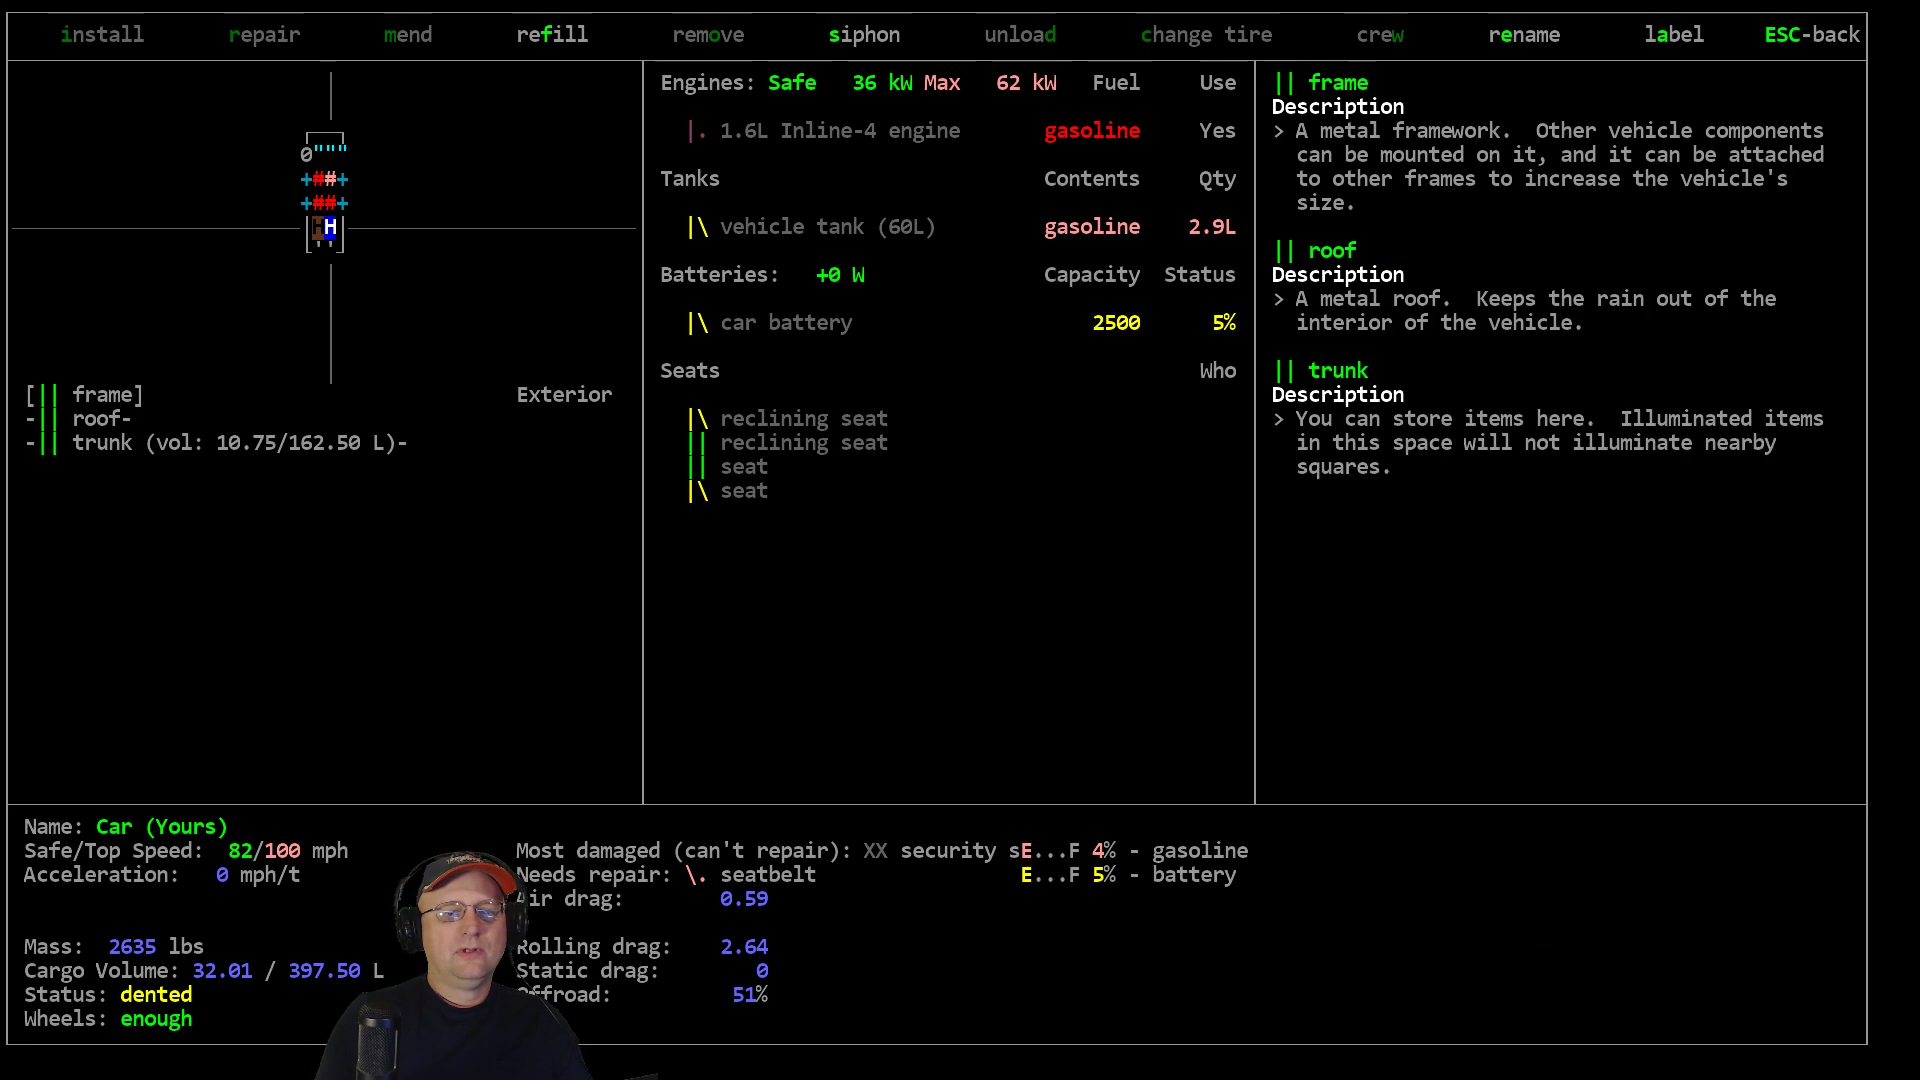 install repair mend refill remove siphon unload change tire crew rename label ESC-back
Engines: Safe 36 kW Max 62 kW Fuel Use
|. 1.6L Inline-4 engine gasoline Yes
Tanks Contents Qty
|\ vehicle tank (60L) gasoline 2.9L
Batteries: +0 W Capacity Status
|\ car battery 2500 5%
Seats Who
|\ reclining seat
|| reclining seat
|| seat
|\ seat
0"""
+##+
+##+
HH
[|| frame] Exterior
-|| roof-
-|| trunk (vol: 10.75/162.50 L)-
|| frame
Description
> A metal framework. Other vehicle components
can be mounted on it, and it can be attached
to other frames to increase the vehicle's
size.
|| roof
Description
> A metal roof. Keeps the rain out of the
interior of the vehicle.
|| trunk
Description
> You can store items here. Illuminated items
in this space will not illuminate nearby
squares.
Name: Car (Yours)
Safe/Top Speed: 82/100 mph
Acceleration: 0 mph/t
Mass: 2635 lbs
Cargo Volume: 32.01 / 397.50 L
Status: dented
Wheels: enough
Most damaged (can't repair): XX security sE...F 4% - gasoline
Needs repair: \. seatbelt E...F 5% - battery
ir drag: 0.59
Rolling drag: 2.64
Static drag: 0
ffroad: 51%